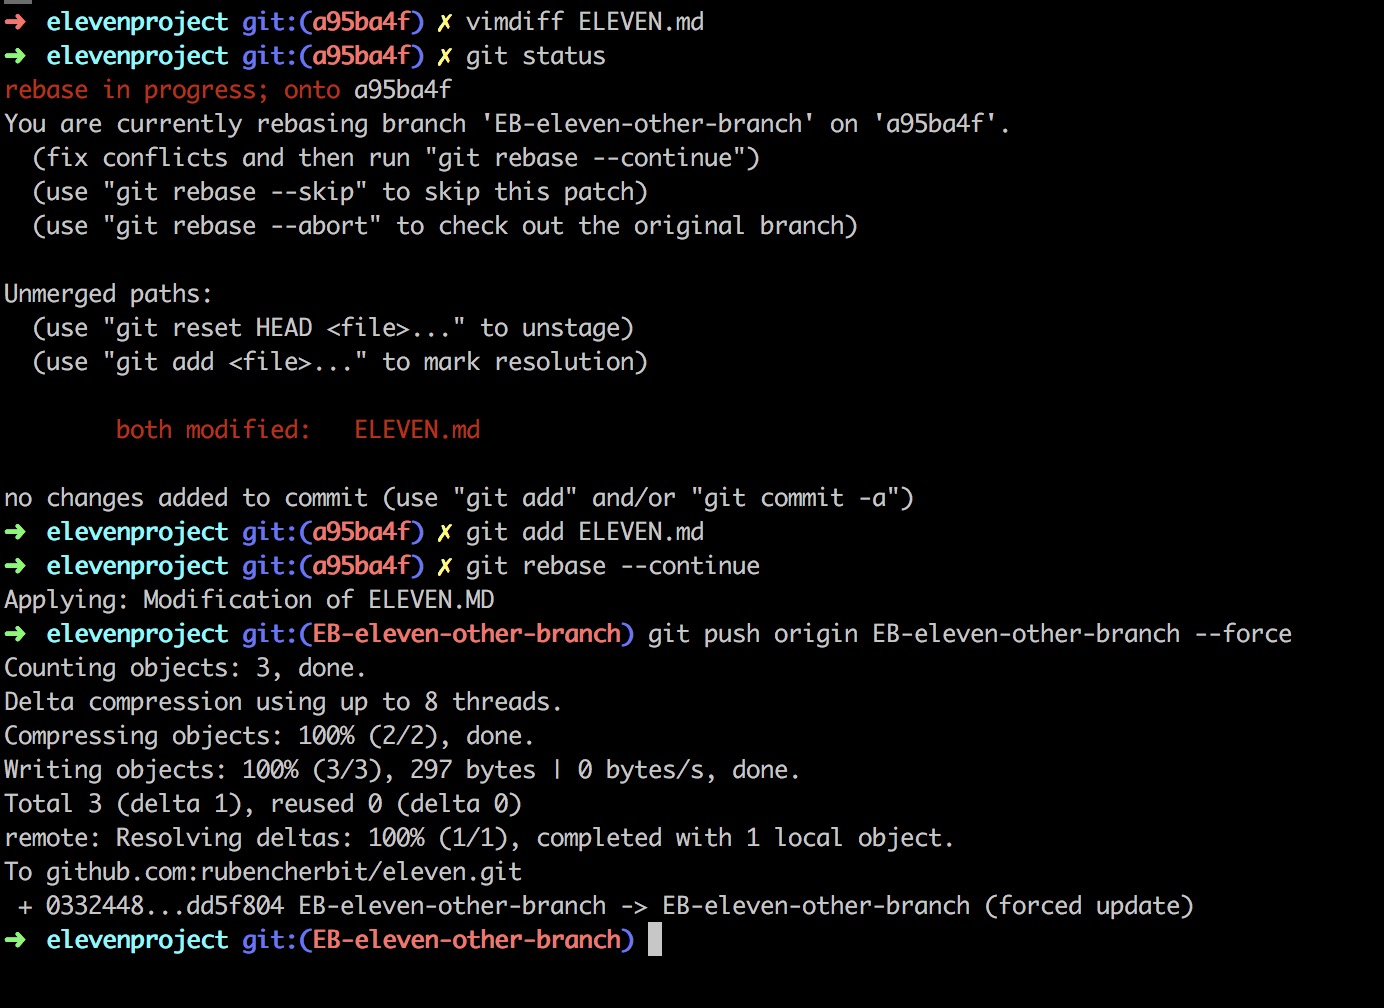 ➜ elevenproject git:(a95ba4f) ✗ vimdiff ELEVEN.md
➜ elevenproject git:(a95ba4f) ✗ git status
rebase in progress; onto a95ba4f
You are currently rebasing branch 'EB-eleven-other-branch' on 'a95ba4f'.
  (fix conflicts and then run "git rebase --continue")
  (use "git rebase --skip" to skip this patch)
  (use "git rebase --abort" to check out the original branch)

Unmerged paths:
  (use "git reset HEAD <file>..." to unstage)
  (use "git add <file>..." to mark resolution)

        both modified:   ELEVEN.md

no changes added to commit (use "git add" and/or "git commit -a")
➜ elevenproject git:(a95ba4f) ✗ git add ELEVEN.md
➜ elevenproject git:(a95ba4f) ✗ git rebase --continue
Applying: Modification of ELEVEN.MD
➜ elevenproject git:(EB-eleven-other-branch) git push origin EB-eleven-other-branch --force
Counting objects: 3, done.
Delta compression using up to 8 threads.
Compressing objects: 100% (2/2), done.
Writing objects: 100% (3/3), 297 bytes | 0 bytes/s, done.
Total 3 (delta 1), reused 0 (delta 0)
remote: Resolving deltas: 100% (1/1), completed with 1 local object.
To github.com:rubencherbit/eleven.git
 + 0332448...dd5f804 EB-eleven-other-branch -> EB-eleven-other-branch (forced update)
➜ elevenproject git:(EB-eleven-other-branch)